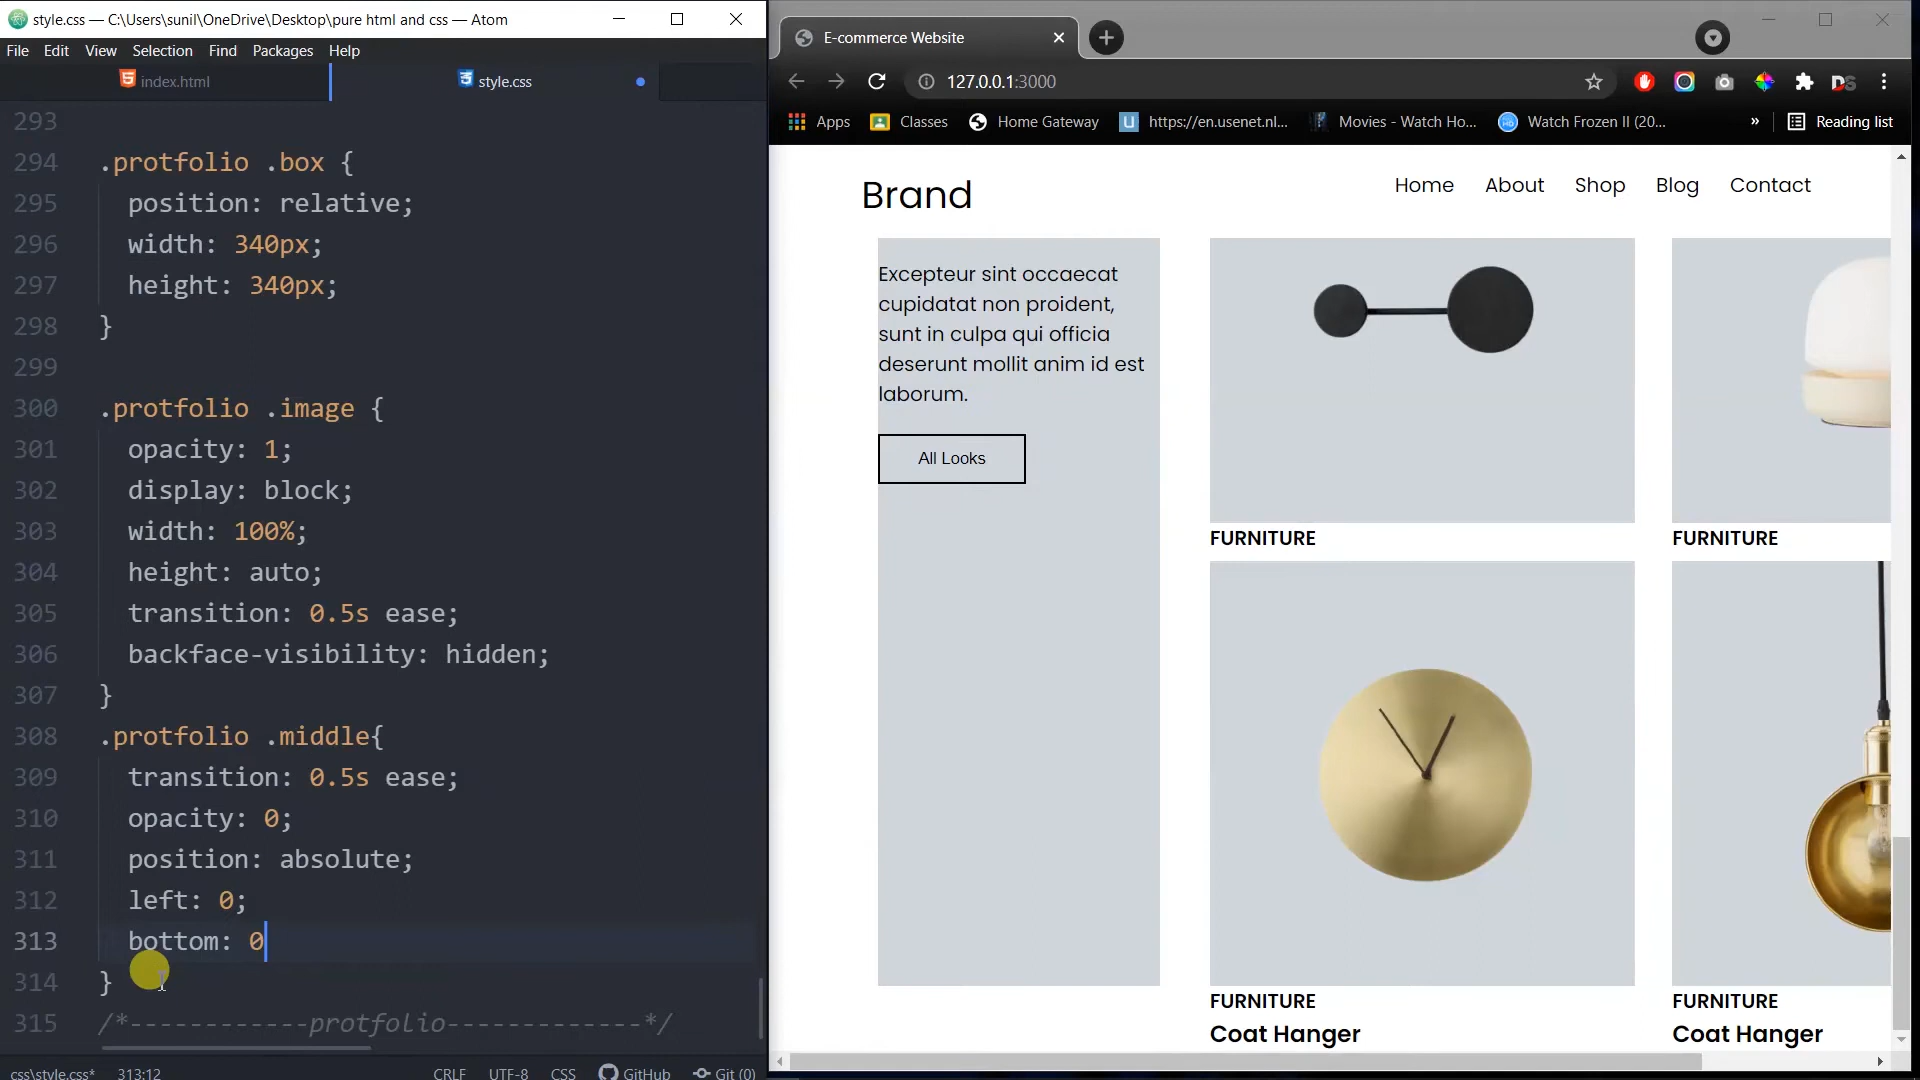 style.css — C:\Users\sunil\OneDrive\Desktop\pure html and css — Atom
File Edit View Selection Find Packages Help
index.html
style.css
293
294 .protfolio .box {
295 position: relative;
296 width: 340px;
297 height: 340px;
298 }
299
300 .protfolio .image {
301 opacity: 1;
302 display: block;
303 width: 100%;
304 height: auto;
305 transition: 0.5s ease;
306 backface-visibility: hidden;
307 }
308 .protfolio .middle{
309 transition: 0.5s ease;
310 opacity: 0;
311 position: absolute;
312 left: 0;
313 bottom: 0
314 }
315 /*------------protfolio-------------*/
css\style.css* 313:12 CRLF UTF-8 CSS GitHub Git (0)
E-commerce Website
127.0.0.1:3000
Apps Classes Home Gateway https://en.usenet.nl... Movies - Watch Ho... Watch Frozen II (20... » Reading list
Brand
Home About Shop Blog Contact
Excepteur sint occaecat
cupidatat non proident,
sunt in culpa qui officia
deserunt mollit anim id est
laborum.
All Looks
FURNITURE
FURNITURE
FURNITURE
Coat Hanger
FURNITURE
Coat Hanger